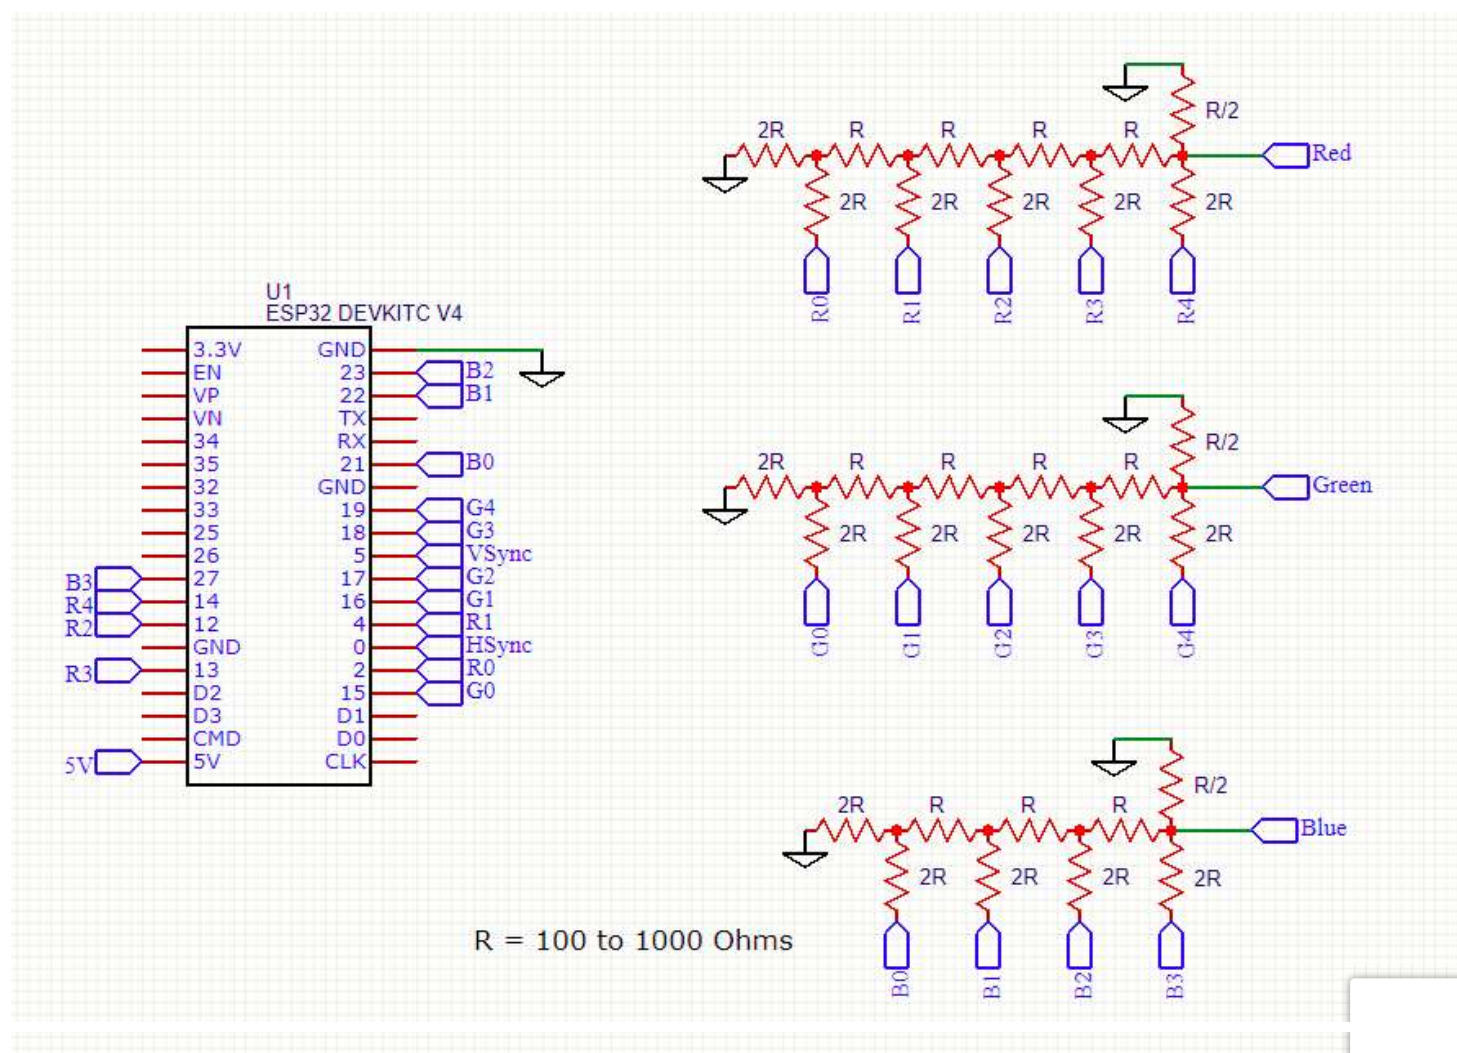 R/2
2R R R R R
Red
2R 2R 2R 2R 2R
R0 R1 R2 R3 R4
U1
ESP32 DEVKITC V4
3.3V GND
EN 23 B2
VP 22 B1
VN TX
34 RX
35 21 B0
32 GND
33 19 G4
25 18 G3
26 5 VSync
B3 27 17 G2
R4 14 16 G1
R2 12 4 R1
GND 0 HSync
R3 13 2 R0
D2 15 G0
D3 D1
CMD D0
5V 5V CLK
R/2
2R R R R R
Green
2R 2R 2R 2R 2R
G0 G1 G2 G3 G4
R/2
2R R R R
Blue
2R 2R 2R 2R
B0 B1 B2 B3
R = 100 to 1000 Ohms